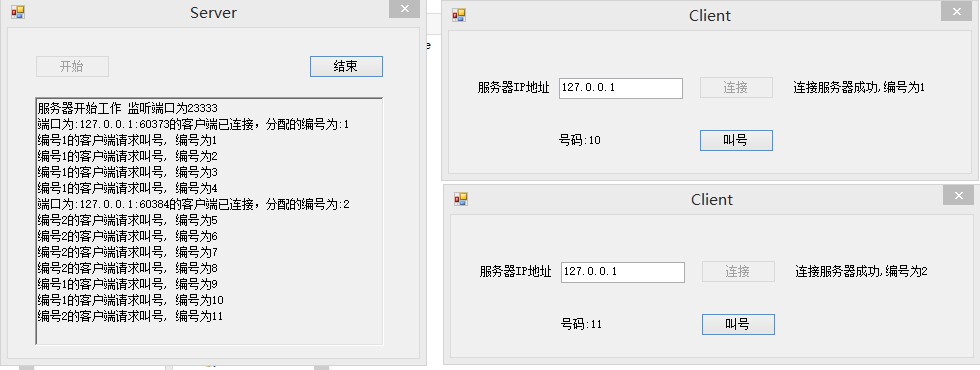 Server
开始
结束
服务器开始工作 监听端口为23333
端口为:127.0.0.1:60373的客户端已连接，分配的编号为:1
编号1的客户端请求叫号, 编号为1
编号1的客户端请求叫号, 编号为2
编号1的客户端请求叫号, 编号为3
编号1的客户端请求叫号, 编号为4
端口为:127.0.0.1:60384的客户端已连接，分配的编号为:2
编号2的客户端请求叫号, 编号为5
编号2的客户端请求叫号, 编号为6
编号2的客户端请求叫号, 编号为7
编号2的客户端请求叫号, 编号为8
编号1的客户端请求叫号, 编号为9
编号1的客户端请求叫号, 编号为10
编号2的客户端请求叫号, 编号为11
e
Client
服务器IP地址 127.0.0.1 连接 连接服务器成功,编号为1
号码:10 叫号
Client
服务器IP地址 127.0.0.1 连接 连接服务器成功,编号为2
号码:11 叫号